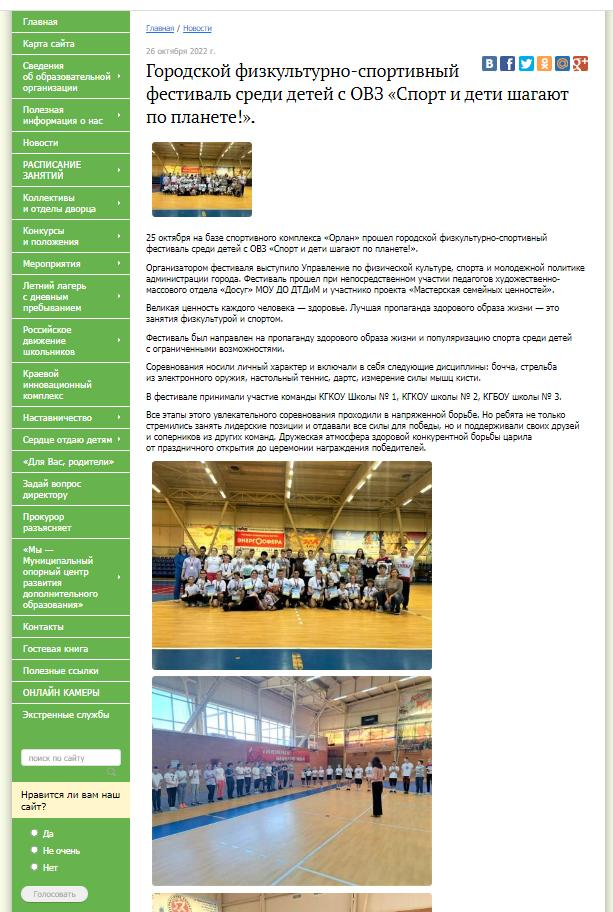 Главная
Карта сайта
Сведения
об образовательной
организации
Полезная
информация о нас
Новости
РАСПИСАНИЕ
ЗАНЯТИЙ
Коллективы
и отделы дворца
Конкурсы
и положения
Мероприятия
Летний лагерь
с дневным
пребыванием
Российское
движение
школьников
Краевой
инновационный
комплекс
Наставничество
Сердце отдаю детям
«Для Вас, родители»
Задай вопрос
директору
Прокурор
разъясняет
«Мы —
Муниципальный
опорный центр
развития
дополнительного
образования»
Контакты
Гостевая книга
Полезные ссылки
ОНЛАЙН КАМЕРЫ
Экстренные службы
поиск по сайту
Нравится ли вам наш
сайт?
Да
Не очень
Нет
Голосовать
Главная / Новости
26 октября 2022 г.
Городской физкультурно-спортивный
фестиваль среди детей с ОВЗ «Спорт и дети шагают
по планете!».
25 октября на базе спортивного комплекса «Орлан» прошел городской физкультурно-спортивный
фестиваль среди детей с ОВЗ «Спорт и дети шагают по планете!».
Организатором фестиваля выступило Управление по физической культуре, спорта и молодежной политике
администрации города. Фестиваль прошел при непосредственном участии педагогов художественно-
массового отдела «Досуг» МОУ ДО ДТДиМ и участнико проекта «Мастерская семейных ценностей».
Великая ценность каждого человека — здоровье. Лучшая пропаганда здорового образа жизни — это
занятия физкультурой и спортом.
Фестиваль был направлен на пропаганду здорового образа жизни и популяризацию спорта среди детей
с ограниченными возможностями.
Соревнования носили личный характер и включали в себя следующие дисциплины: бочча, стрельба
из электронного оружия, настольный теннис, дартс, измерение силы мышц кисти.
В фестивале принимали участие команды КГКОУ Школы № 1, КГКОУ школы № 2, КГБОУ школы № 3.
Все этапы этого увлекательного соревнования проходили в напряженной борьбе. Но ребята не только
стремились занять лидерские позиции и отдавали все силы для победы, но и поддерживали своих друзей
и соперников из других команд. Дружеская атмосфера здоровой конкурентной борьбы царила
от праздничного открытия до церемонии награждения победителей.
ЭНЕРГОСФЕРА